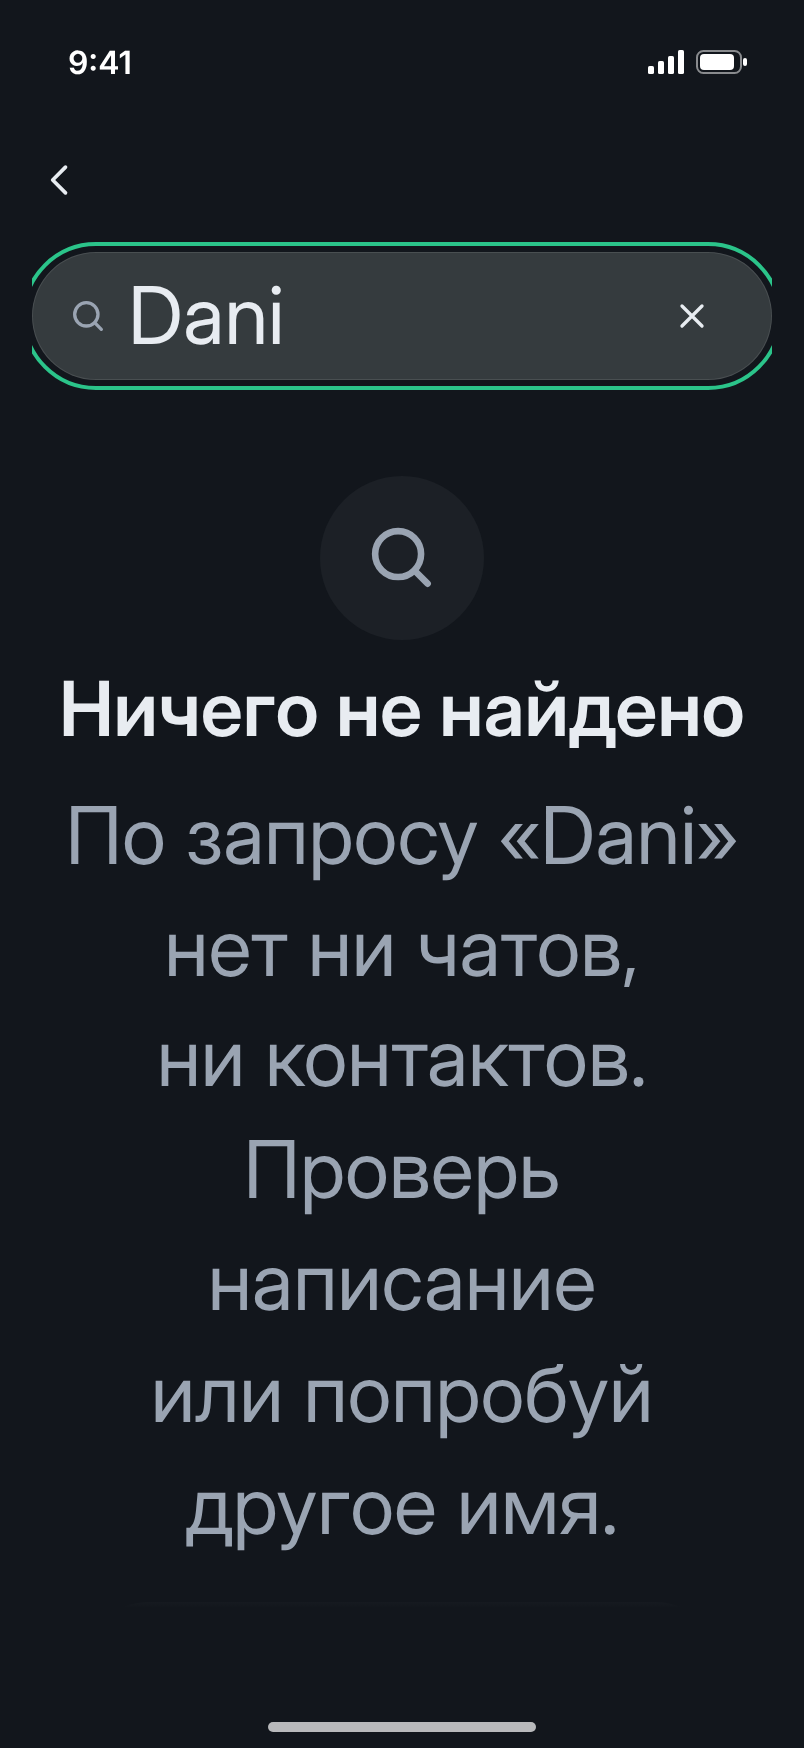 9:41
Dani
Ничего не найдено
По запросу «Dani»
нет ни чатов,
ни контактов.
Проверь
написание
или попробуй
другое имя.